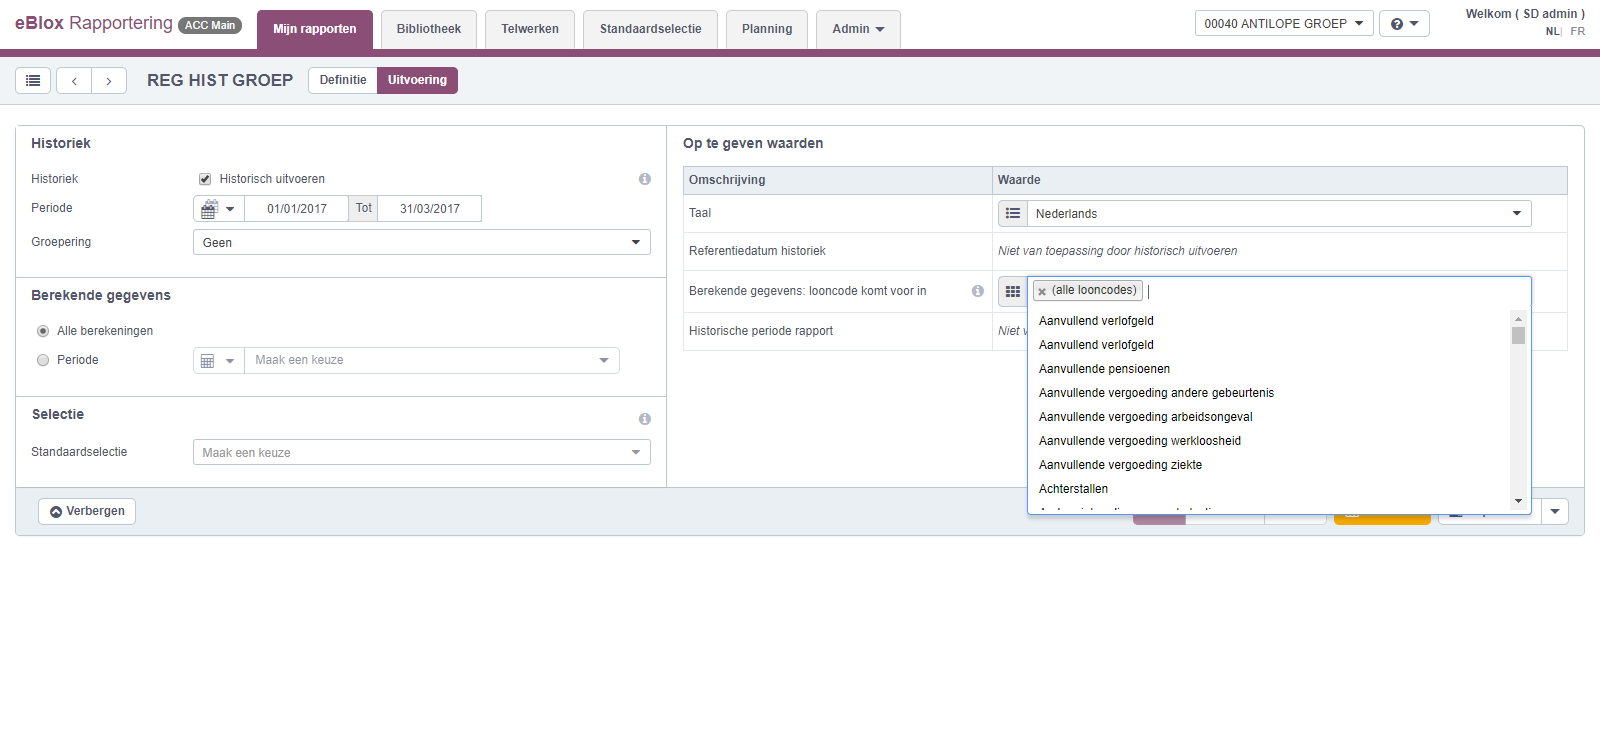 eBlox Rapportering ACC Main
Mijn rapporten
Bibliotheek
Telwerken
Standaardselectie
Planning
Admin
00040 ANTILOPE GROEP
Welkom ( SD admin )
NL| FR
REG HIST GROEP
Definitie
Uitvoering
Historiek
Historiek
Historisch uitvoeren
Periode
01/01/2017
Tot
31/03/2017
Groepering
Geen
Berekende gegevens
Alle berekeningen
Periode
Maak een keuze
Selectie
Standaardselectie
Maak een keuze
Verbergen
Op te geven waarden
Omschrijving
Waarde
Taal
Nederlands
Referentiedatum historiek
Niet van toepassing door historisch uitvoeren
Berekende gegevens: looncode komt voor in
(alle looncodes)
Historische periode rapport
Niet v
Aanvullend verlofgeld
Aanvullend verlofgeld
Aanvullende pensioenen
Aanvullende vergoeding andere gebeurtenis
Aanvullende vergoeding arbeidsongeval
Aanvullende vergoeding werkloosheid
Aanvullende vergoeding ziekte
Achterstallen